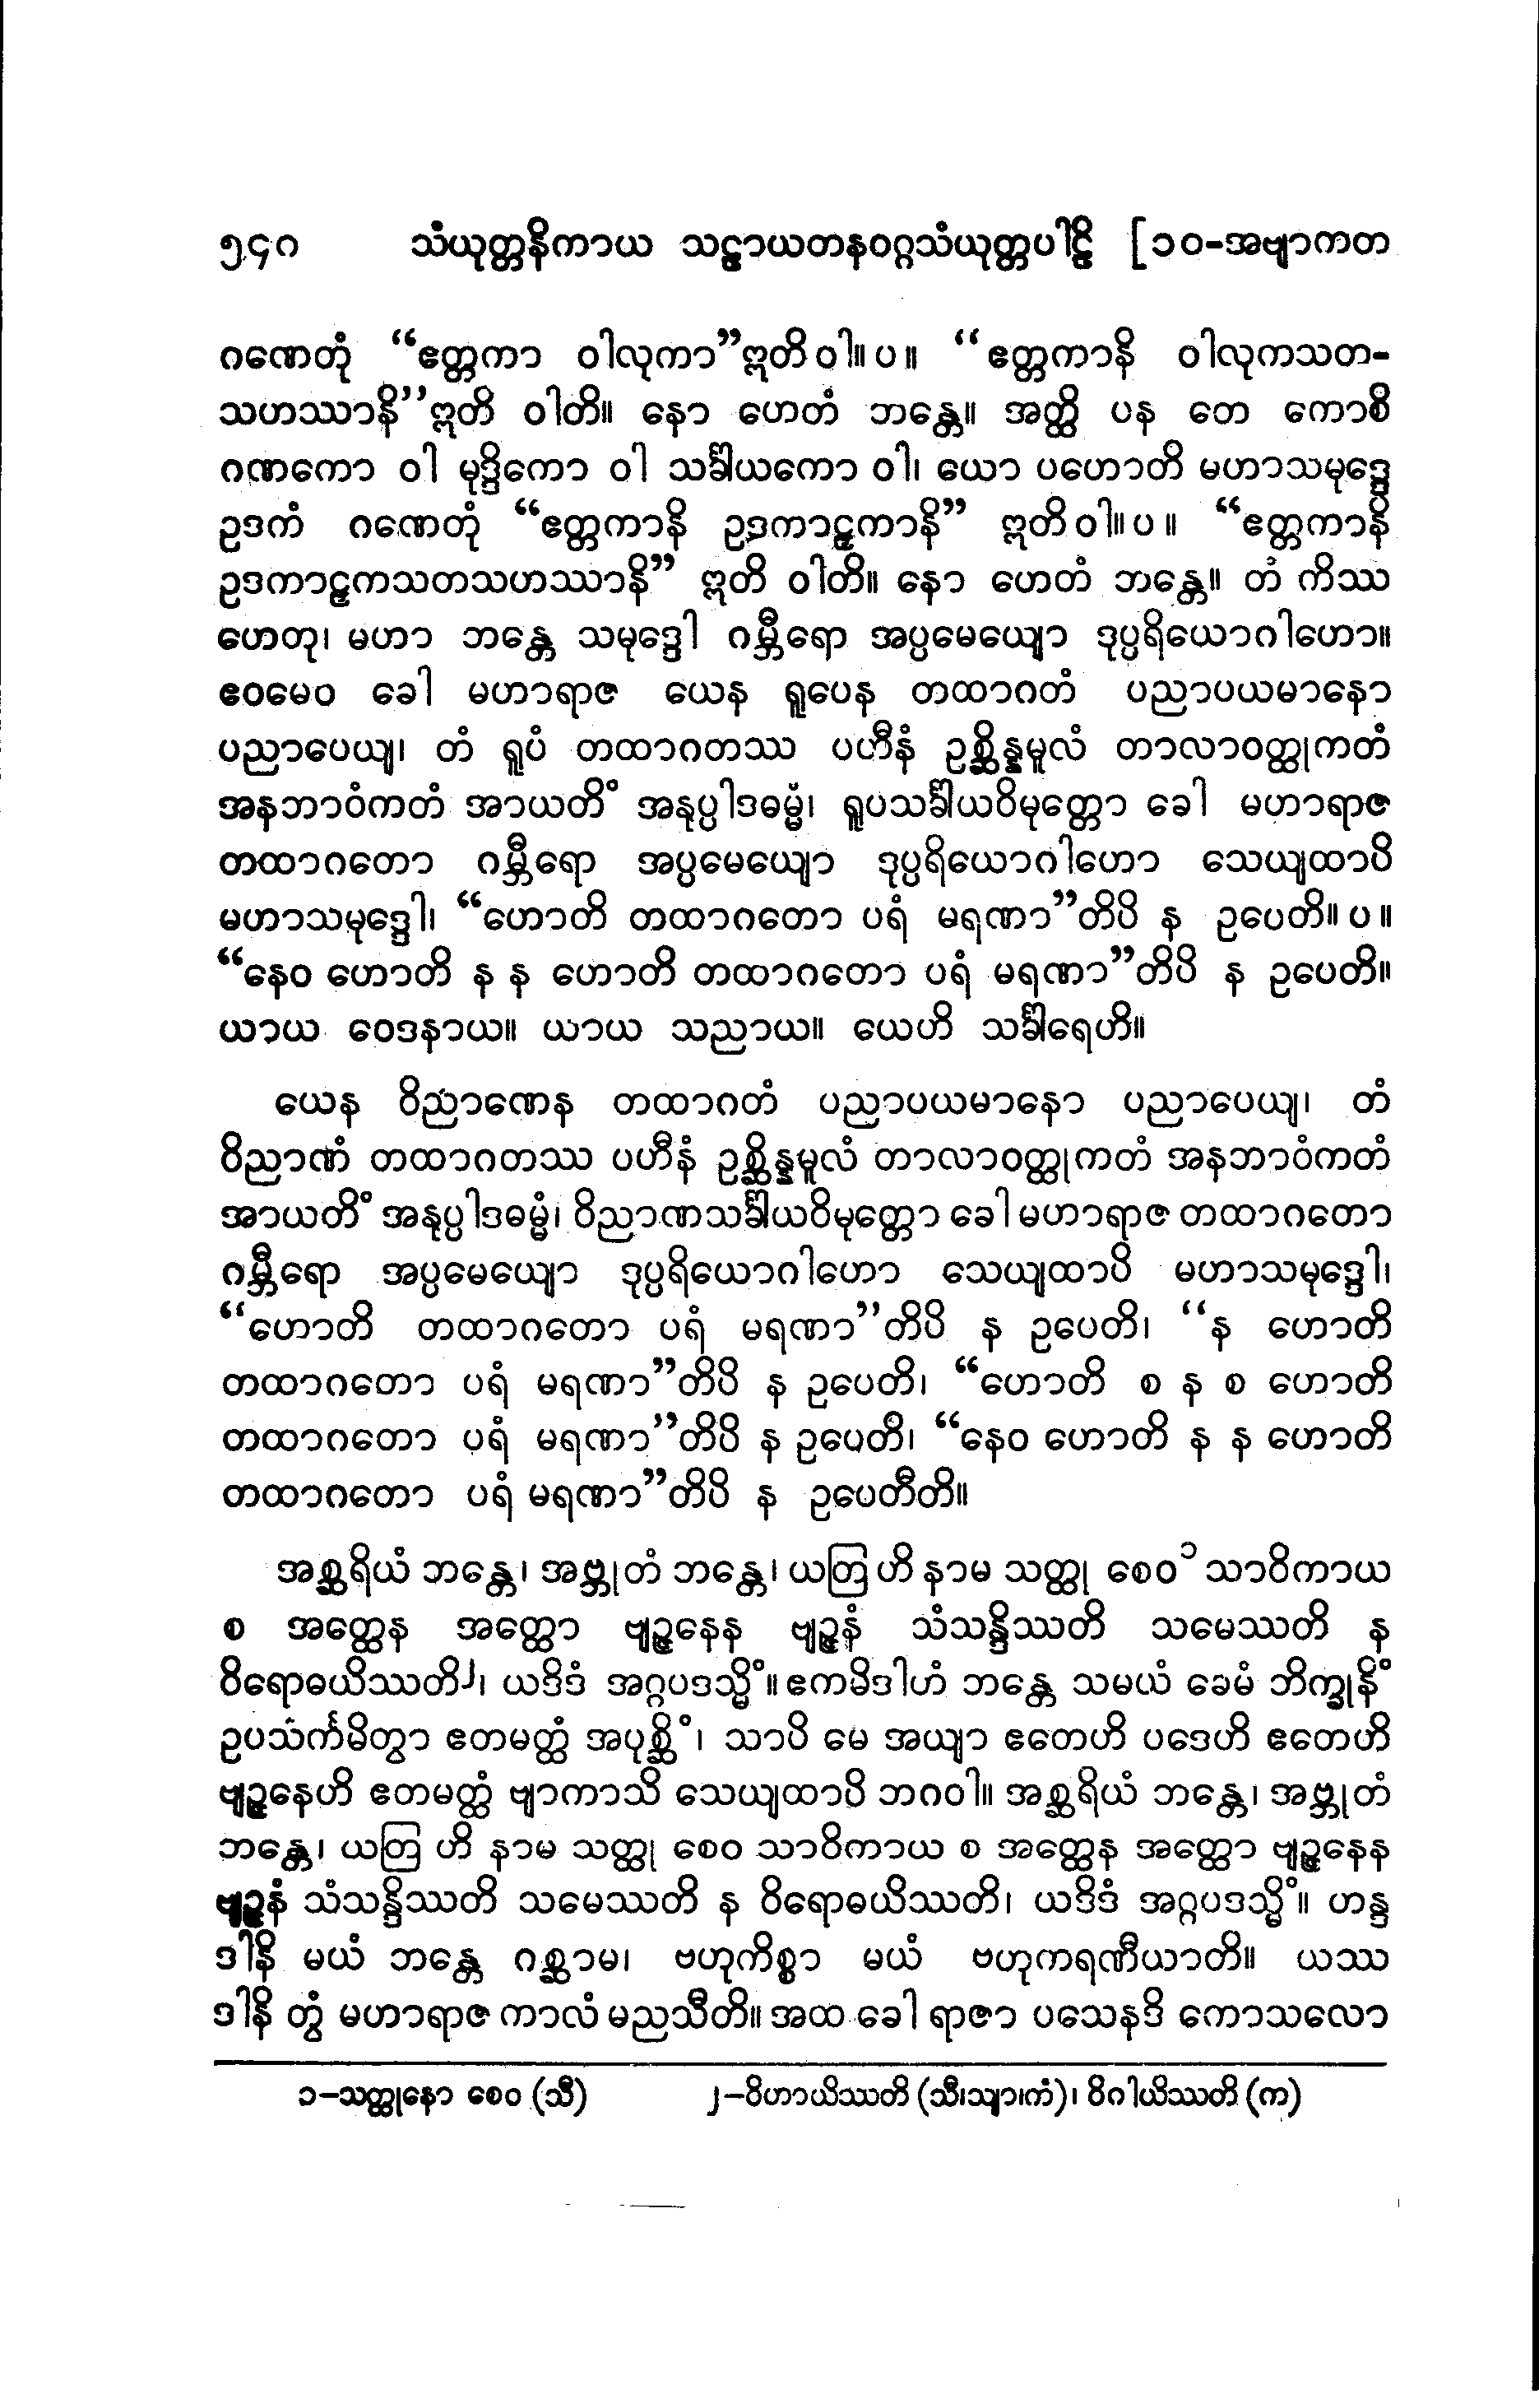 ၅၄၈ သံယုတ္တနိကာယ သဠာယတနဝဂ္ဂသံယုတ္တပါဠိ [၁၀-အဗျာကတ
ဂဏေတုံ “ဧတ္တကာ ဝါလုကာ”ဣတိ ဝါ။ ပ။ “ဧတ္တကာနိ ဝါလုကသတ-
သဟဿာနိ”ဣတိ ဝါတိ။ နော ဟေတံ ဘန္တေ။ အတ္ထိ ပန တေ ကောစိ
ဂဏကော ဝါ မုဒ္ဒိကော ဝါ သင်္ခါယကော ဝါ၊ ယော ပဟောတိ မဟာသမုဒ္ဒေ
ဥဒကံ ဂဏေတုံ “ဧတ္တကာနိ ဥဒကာဠှကာနိ” ဣတိ ဝါ။ ပ။ “ဧတ္တကာနိ
ဥဒကာဠှကသတသဟဿာနိ” ဣတိ ဝါတိ။ နော ဟေတံ ဘန္တေ။ တံ ကိဿ
ဟေတု၊ မဟာ ဘန္တေ သမုဒ္ဒေါ ဂမ္ဘီရော အပ္ပမေယျော ဒုပ္ပရိယောဂါဟော။
ဧဝမေဝ ခေါ မဟာရာဇ ယေန ရူပေန တထာဂတံ ပညာပယမာနော
ပညာပေယျ၊ တံ ရူပံ တထာဂတဿ ပဟီနံ ဥစ္ဆိန္နမူလံ တာလာဝတ္ထုကတံ
အနဘာဝံကတံ အာယတိံ အနုပ္ပါဒဓမ္မံ၊ ရူပသင်္ခါယဝိမုတ္တော ခေါ မဟာရာဇ
တထာဂတော ဂမ္ဘီရော အပ္ပမေယျော ဒုပ္ပရိယောဂါဟော သေယျထာပိ
မဟာသမုဒ္ဒေါ၊ “ဟောတိ တထာဂတော ပရံ မရဏာ”တိပိ န ဥပေတိ။ ပ။
“နေဝ ဟောတိ န န ဟောတိ တထာဂတော ပရံ မရဏာ”တိပိ န ဥပေတိ။
ယာယ ဝေဒနာယ။ ယာယ သညာယ။ ယေဟိ သင်္ခါရေဟိ။
ယေန ဝိညာဏေန တထာဂတံ ပညာပယမာနော ပညာပေယျ၊ တံ
ဝိညာဏံ တထာဂတဿ ပဟီနံ ဥစ္ဆိန္နမူလံ တာလာဝတ္ထုကတံ အနဘာဝံကတံ
အာယတိံ အနုပ္ပါဒဓမ္မံ၊ ဝိညာဏသင်္ခါယဝိမုတ္တော ခေါ မဟာရာဇ တထာဂတော
ဂမ္ဘီရော အပ္ပမေယျော ဒုပ္ပရိယောဂါဟော သေယျထာပိ မဟာသမုဒ္ဒေါ၊
“ဟောတိ တထာဂတော ပရံ မရဏာ”တိပိ န ဥပေတိ၊ “န ဟောတိ
တထာဂတော ပရံ မရဏာ”တိပိ န ဥပေတိ၊ “ဟောတိ စ န စ ဟောတိ
တထာဂတော ပရံ မရဏာ”တိပိ န ဥပေတိ၊ “နေဝ ဟောတိ န န ဟောတိ
တထာဂတော ပရံ မရဏာ”တိပိ န ဥပေတီတိ။
အစ္ဆရိယံ ဘန္တေ၊ အဗ္ဘုတံ ဘန္တေ၊ ယတြ ဟိ နာမ သတ္ထု စေဝ၁ သာဝိကာယ
စ အတ္ထေန အတ္ထော ဗျဉ္ဇနေန ဗျဉ္ဇနံ သံသန္ဒိဿတိ သမေဿတိ န
ဝိရောဓယိဿတိ၂၊ ယဒိဒံ အဂ္ဂပဒသ္မိံ။ ဧကမိဒါဟံ ဘန္တေ သမယံ ခေမံ ဘိက္ခုနိံ
ဥပသင်္ကမိတွာ ဧတမတ္ထံ အပုစ္ဆိံ၊ သာပိ မေ အယျာ ဧတေဟိ ပဒေဟိ ဧတေဟိ
ဗျဉ္ဇနေဟိ ဧတမတ္ထံ ဗျာကာသိ သေယျထာပိ ဘဂဝါ။ အစ္ဆရိယံ ဘန္တေ၊ အဗ္ဘုတံ
ဘန္တေ၊ ယတြ ဟိ နာမ သတ္ထု စေဝ သာဝိကာယ စ အတ္ထေန အတ္ထော ဗျဉ္ဇနေန
ဗျဉ္ဇနံ သံသန္ဒိဿတိ သမေဿတိ န ဝိရောဓယိဿတိ၊ ယဒိဒံ အဂ္ဂပဒသ္မိံ။ ဟန္ဒ
ဒါနိ မယံ ဘန္တေ ဂစ္ဆာမ၊ ဗဟုကိစ္စာ မယံ ဗဟုကရဏီယာတိ။ ယဿ
ဒါနိ တွံ မဟာရာဇ ကာလံ မညသီတိ။ အထ ခေါ ရာဇာ ပသေနဒိ ကောသလော
၁-သတ္ထုနော စေဝ (သီ) ၂-ဝိဟာယိဿတိ (သီ၊သျာ၊ကံ)၊ ဝိဂါယိဿတိ (က)